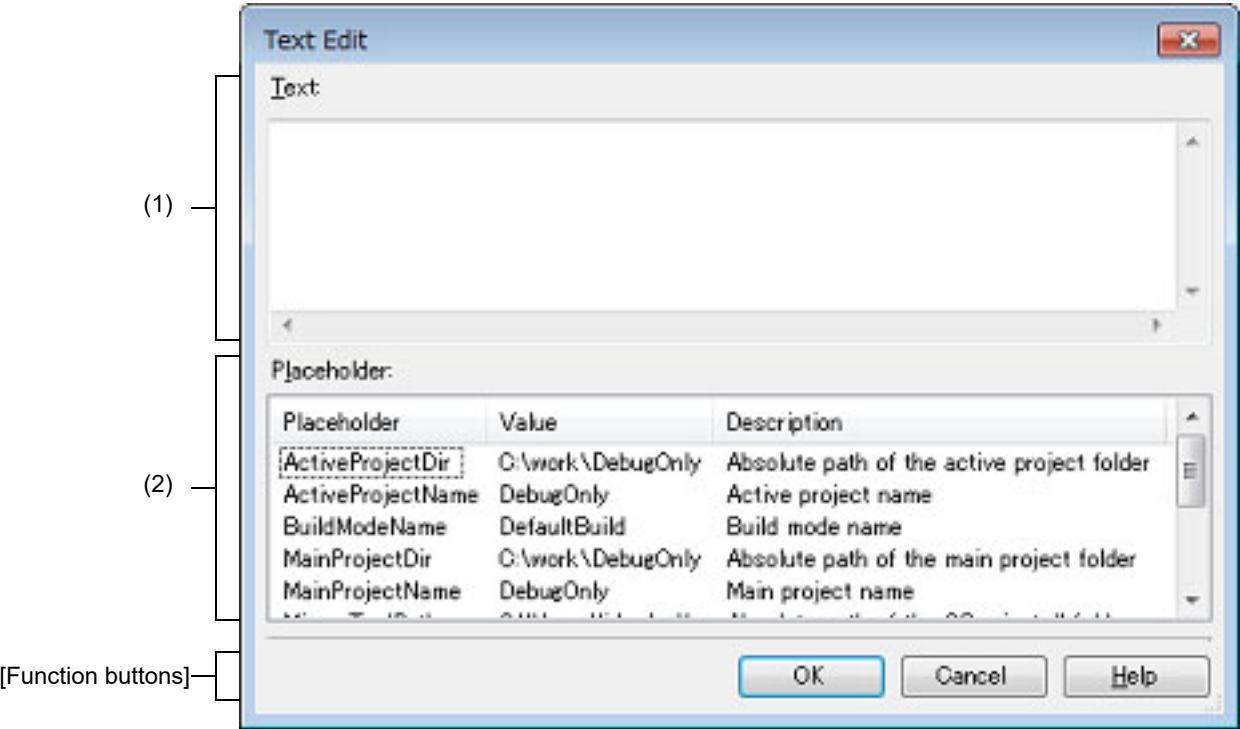 Text Edit
Text
(1)
Placeholder:
Placeholder Value Description
ActiveProjectDir C:\work\DebugOnly Absolute path of the active project folder
ActiveProjectName DebugOnly Active project name
(2)
BuildModeName DefaultBuild Build mode name
MainProjectDir C:\work\DebugOnly Absolute path of the main project folder
MainProjectName DebugOnly Main project name
[Function buttons]
OK Cancel Help